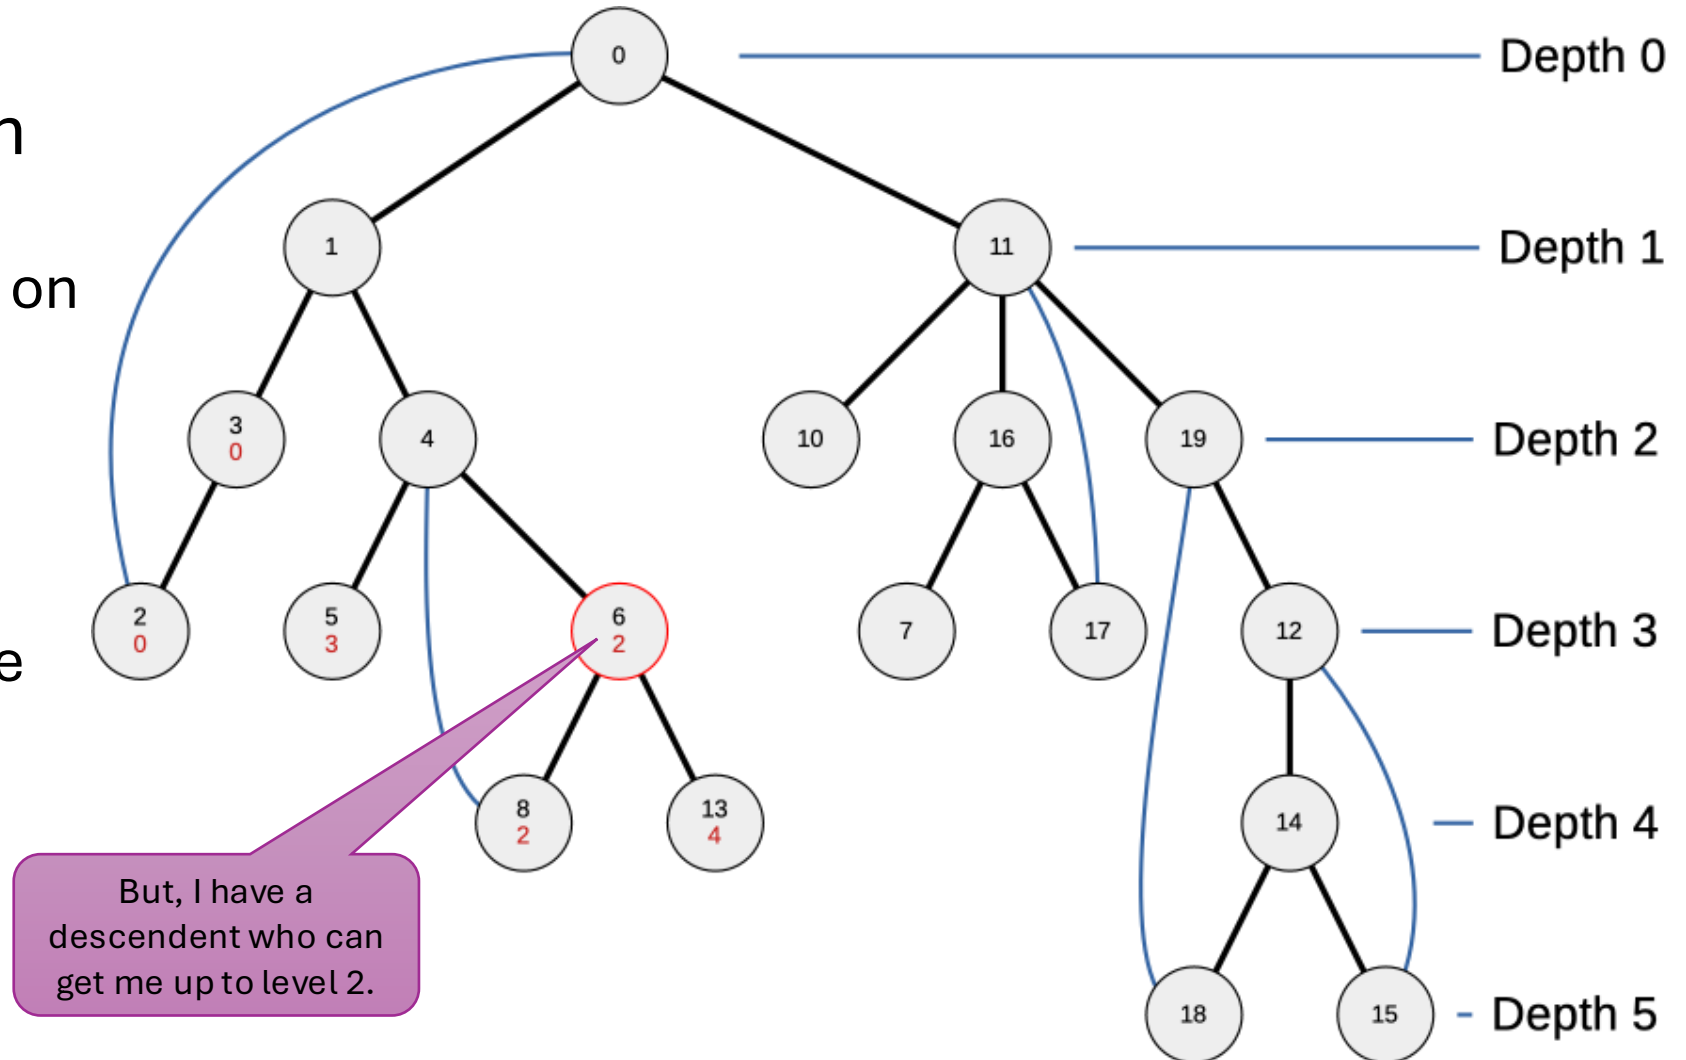 0
Depth 0
n
1
11
Depth 1
on
3
0
4
10
16
19
Depth 2
2
0
5
3
6
2
7
17
12
Depth 3
e
8
2
13
4
14
Depth 4
But, I have a
descendent who can
get me up to level 2.
18
15
Depth 5